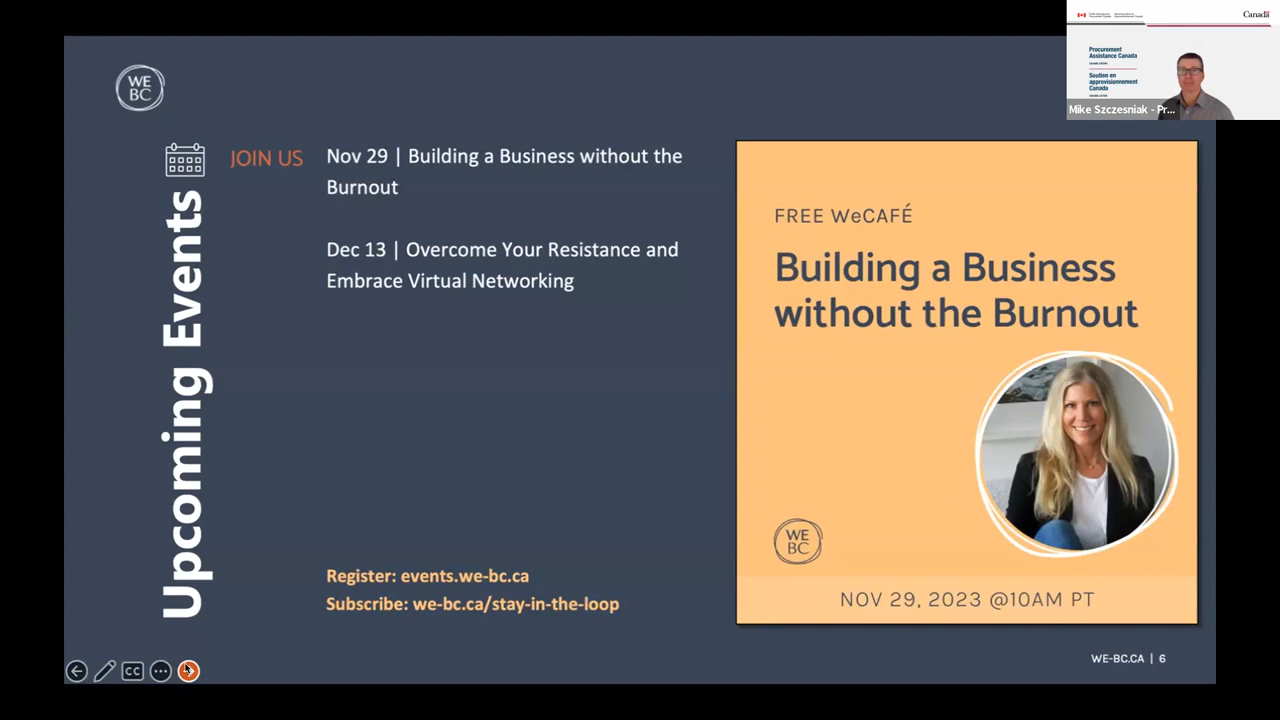 Canada
Procurement
Assistance Canada
Soutien en
approvisionnement
Canada
Mike Szczesniak - Pr...
WE
BC
Upcoming Events
JOIN US
Nov 29 | Building a Business without the
Burnout
Dec 13 | Overcome Your Resistance and
Embrace Virtual Networking
Register: events.we-bc.ca
Subscribe: we-bc.ca/stay-in-the-loop
FREE WeCAFÉ
Building a Business
without the Burnout
WE
BC
NOV 29, 2023 @10AM PT
WE-BC.CA | 6
CC